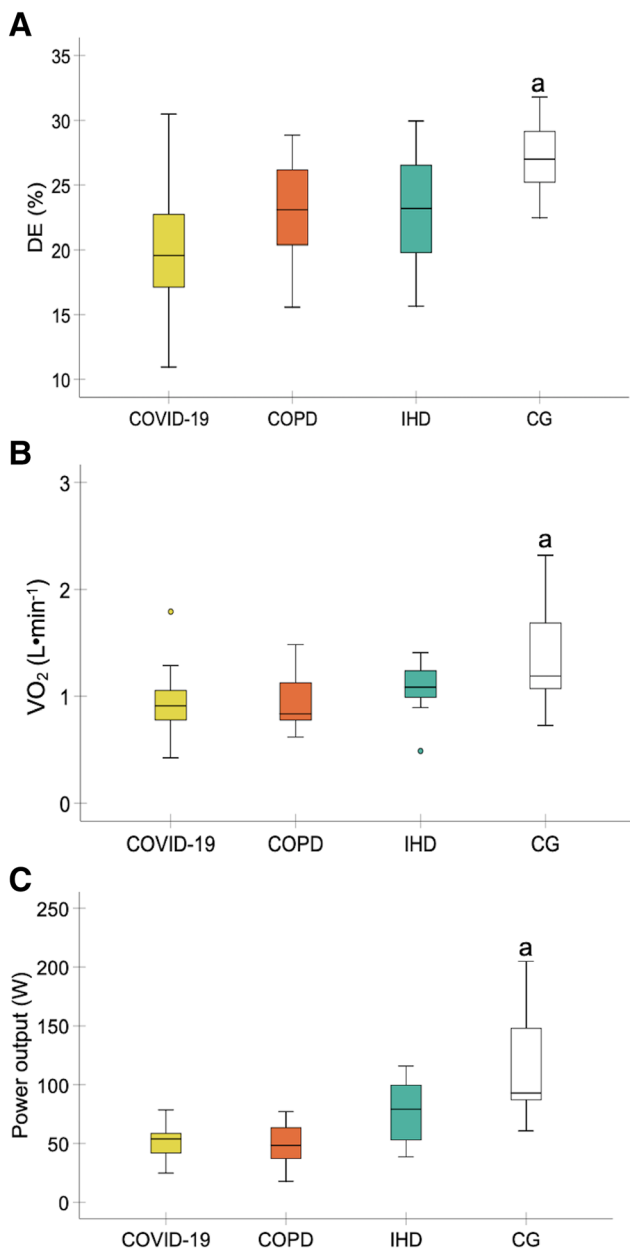 A
35
30
25
20
15
10
DE (%)
a
COVID-19 COPD IHD CG
B
3
2
1
0
VO₂ (L•min⁻¹)
a
COVID-19 COPD IHD CG
C
250
200
150
100
50
0
Power output (W)
a
COVID-19 COPD IHD CG